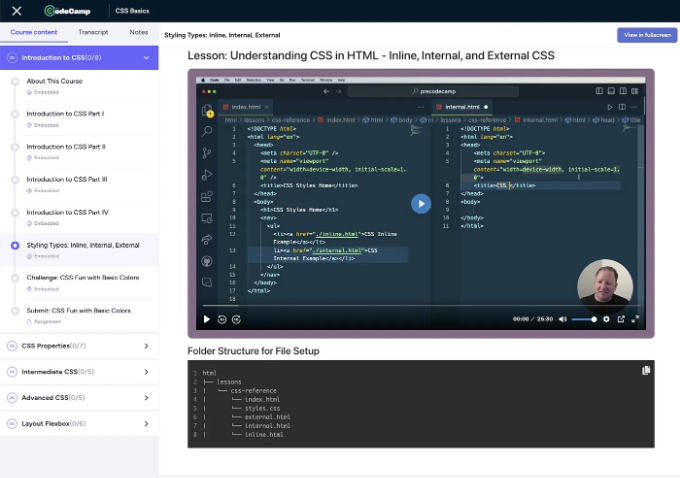 CodeCamp
CSS Basics
Course content
Transcript
Notes
Styling Types: Inline, Internal, External
View in fullscreen
Introduction to CSS(0/8)
About This Course
Embedded
Introduction to CSS Part I
Embedded
Introduction to CSS Part II
Embedded
Introduction to CSS Part III
Embedded
Introduction to CSS Part IV
Embedded
Styling Types: Inline, Internal, External
Embedded
Challenge: CSS Fun with Basic Colors
Embedded
Submit: CSS Fun with Basic Colors
Assignment
CSS Properties(0/7)
Intermediate CSS(0/5)
Advanced CSS(0/5)
Layout Flexbox(0/6)
Lesson: Understanding CSS in HTML - Inline, Internal, and External CSS
Code File Edit Selection View Go Run Terminal Window Help
precodecamp
index.html
html > lessons > css-reference > index.html > html > body
1 <!DOCTYPE html>
2 <html lang="en">
3 <head>
4 <meta charset="UTF-8" />
5 <meta name="viewport"
content="width=device-width, initial-scale=1.
0" />
6 <title>CSS Styles Home</title>
7 </head>
8 <body>
9 <h1>CSS Styles Home</h1>
10 <nav>
11 <ul>
12 <li><a href="./inline.html">CSS Inline
Example</a></li>
13 li><a href="./internal.html">CSS
Internal Example</a></li>
14 </ul>
15 </nav>
16 </body>
17 </html>
18
internal.html
html > lessons > css-reference > internal.html > html > head > title
1 <!DOCTYPE html>
2 <html lang="en">
3 <head>
4 <meta charset="UTF-8">
5 <meta name="viewport"
content="width=device-width, initial-scale=1.
0">
6 <title>CSS </title>
7 </head>
8 <body>
9
10 </body>
11 </html>
00:00 / 26:30
Folder Structure for File Setup
1 html
2 ├── lessons
3 | └── css-reference
4 | └── index.html
5 | └── styles.css
6 | └── external.html
7 | └── internal.html
8 | └── inline.html